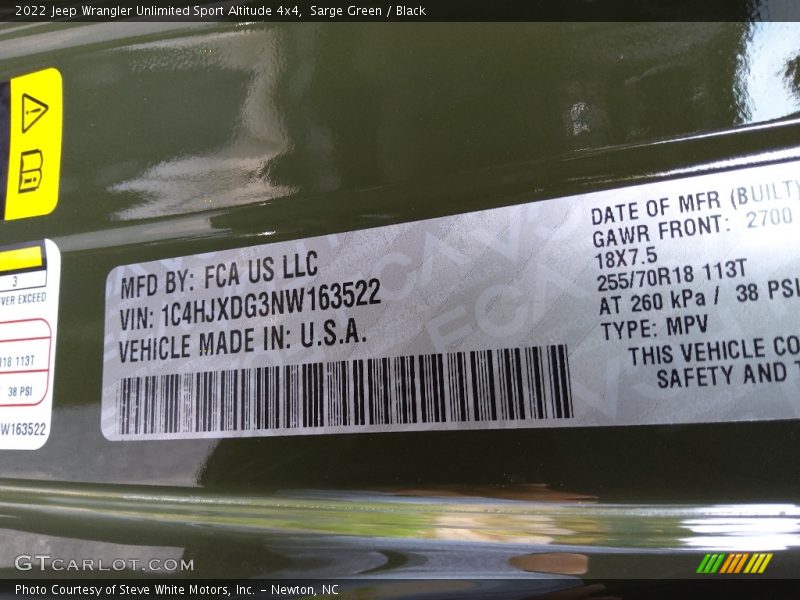 2022 Jeep Wrangler Unlimited Sport Altitude 4x4, Sarge Green / Black
3
EVER EXCEED
R18 113T
38 PSI
W163522
MFD BY: FCA US LLC
VIN: 1C4HJXDG3NW163522
VEHICLE MADE IN: U.S.A.
DATE OF MFR (BUILT)
GAWR FRONT: 2700
18X7.5
255/70R18 113T
AT 260 kPa / 38 PSI
TYPE: MPV
THIS VEHICLE CO
SAFETY AND T
GTCARLOT.COM
Photo Courtesy of Steve White Motors, Inc. – Newton, NC